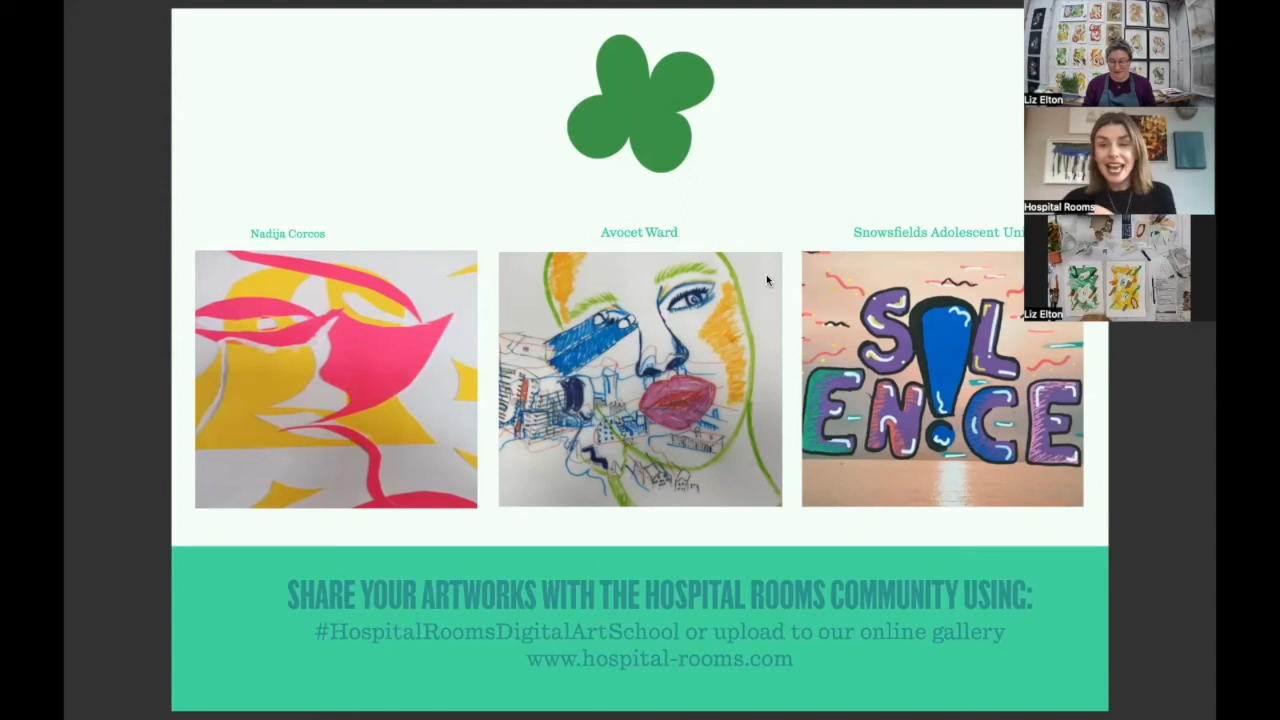 Liz Elton
Hospital Rooms
Liz Elton
Nadija Corcos
Avocet Ward
Snowsfields Adolescent Uni
S!L
EN CE
SHARE YOUR ARTWORKS WITH THE HOSPITAL ROOMS COMMUNITY USING:
#HospitalRoomsDigitalArtSchool or upload to our online gallery
www.hospital-rooms.com